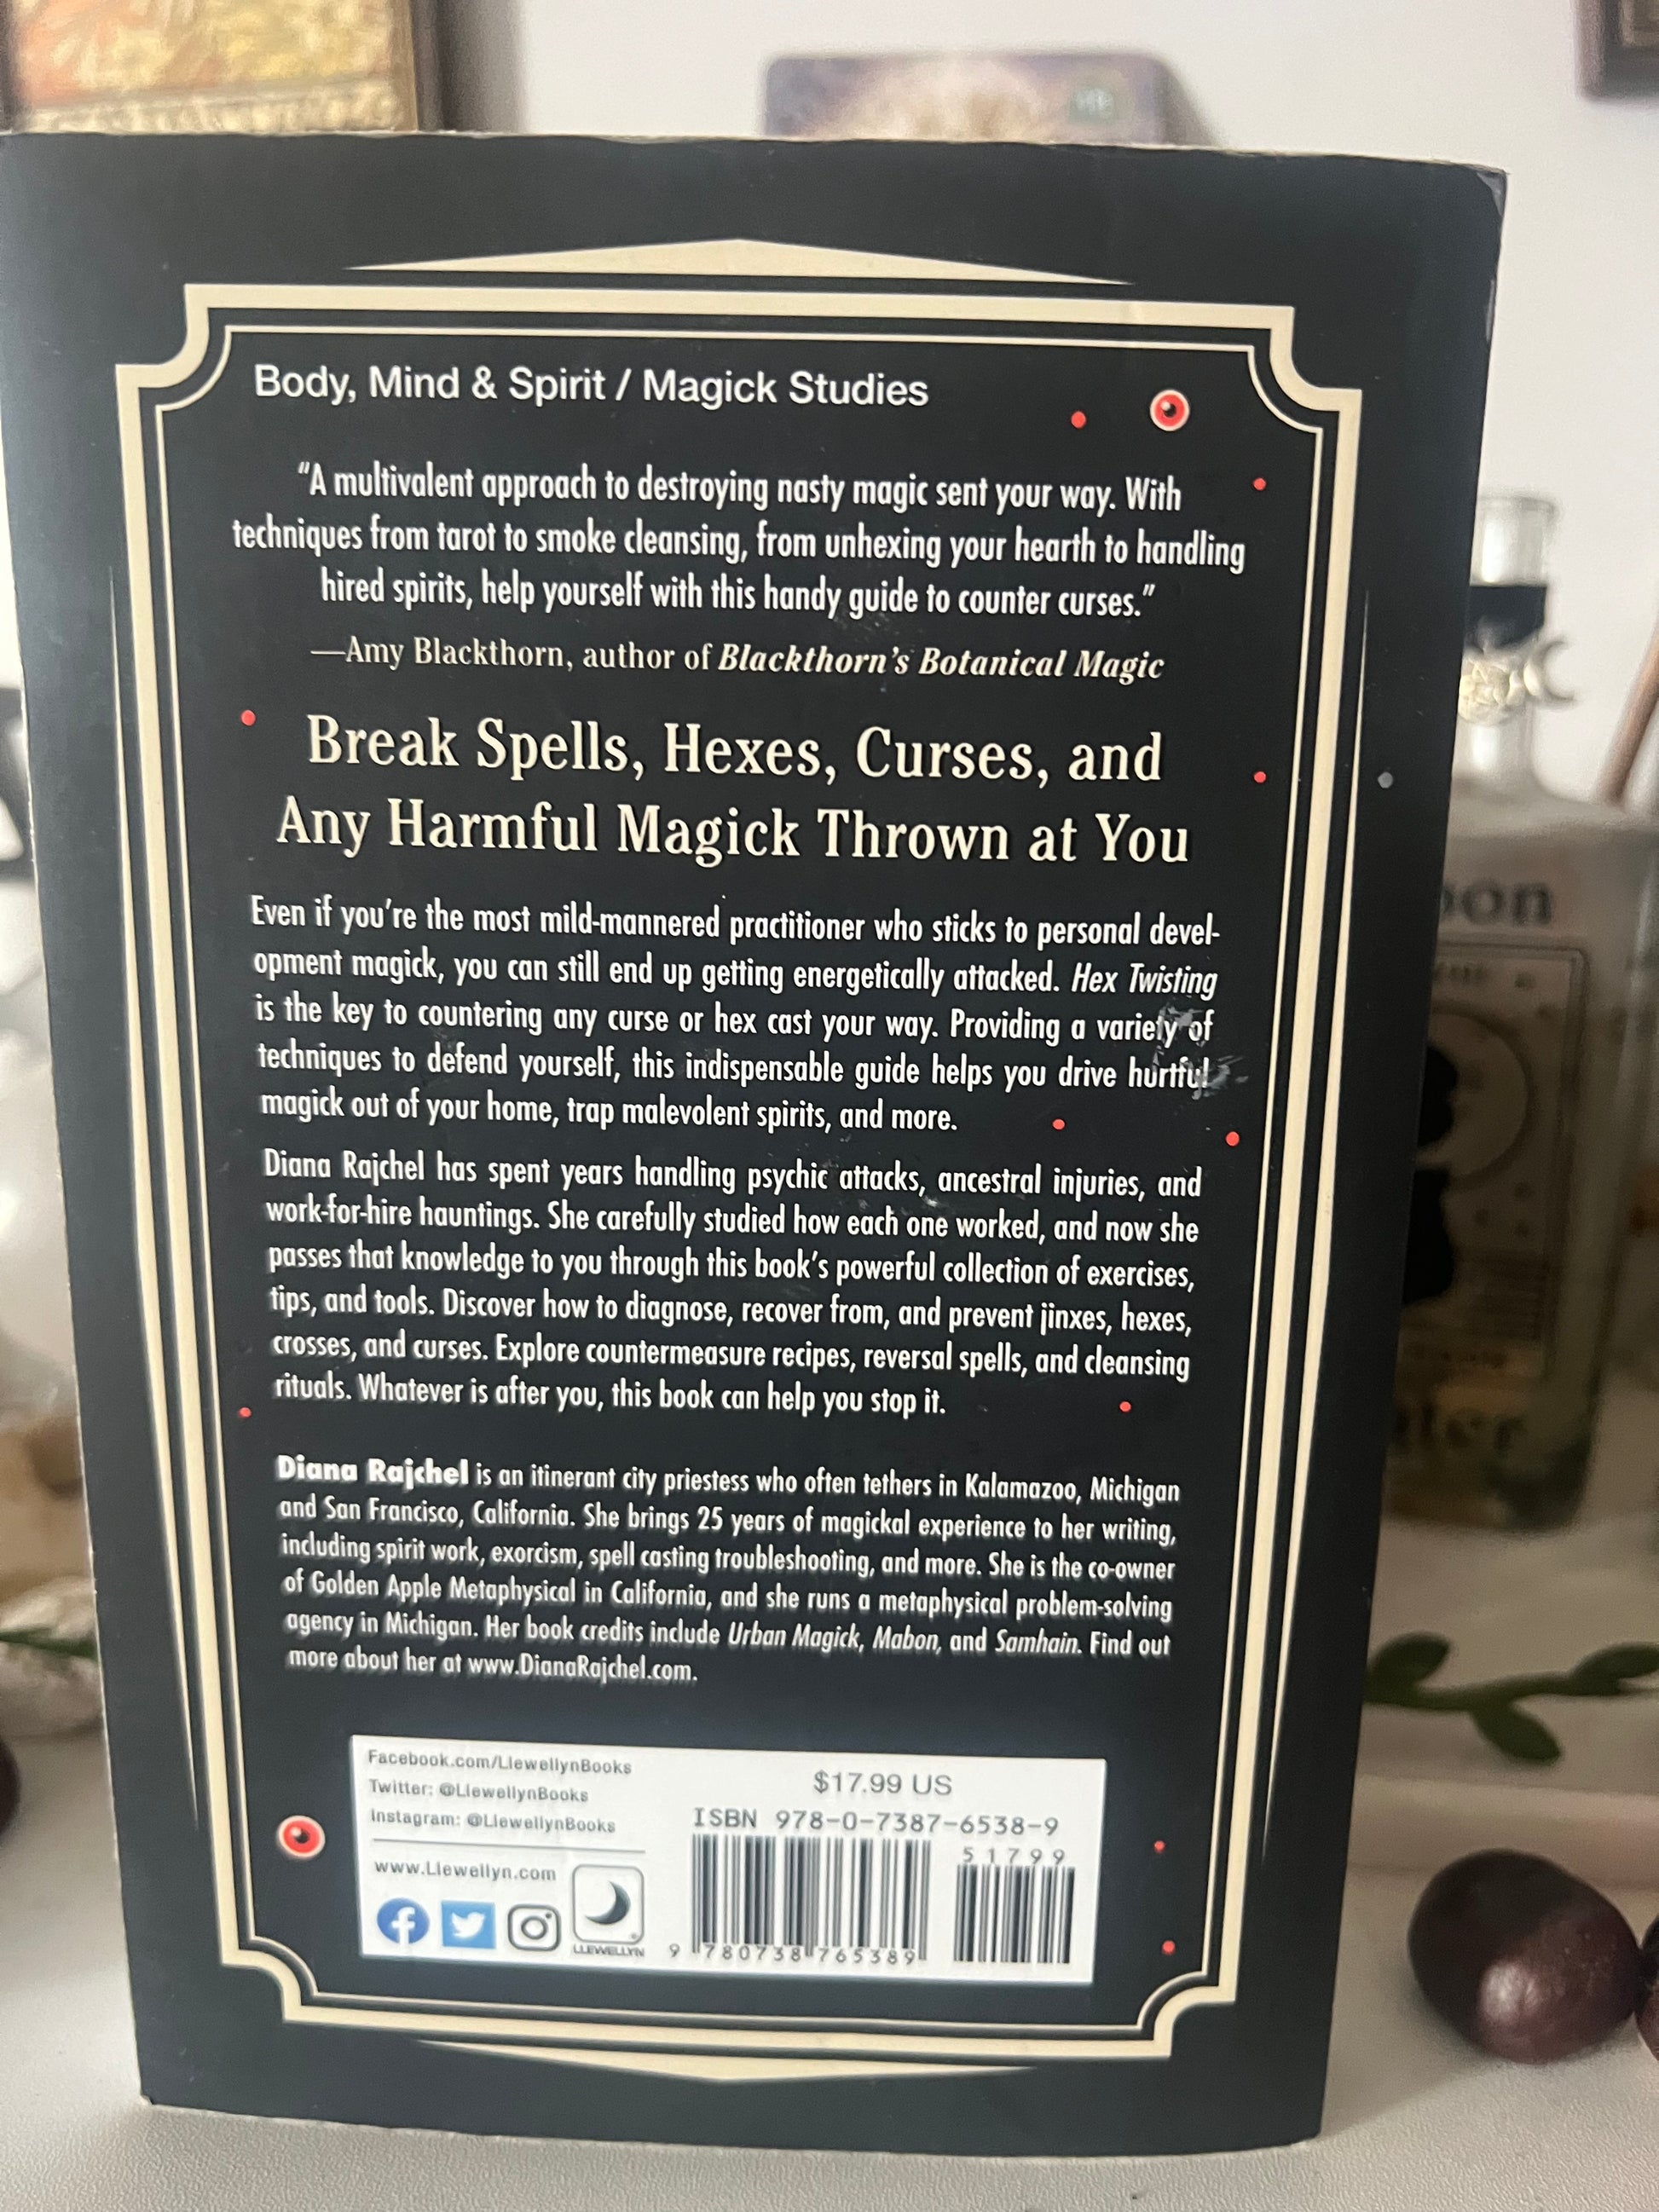 Body, Mind & Spirit / Magick Studies
“A multivalent approach to destroying nasty magic sent your way. With
techniques from tarot to smoke cleansing, from unhexing your hearth to handling
hired spirits, help yourself with this handy guide to counter curses.”
—Amy Blackthorn, author of Blackthorn’s Botanical Magic
Break Spells, Hexes, Curses, and
Any Harmful Magick Thrown at You
Even if you’re the most mild-mannered practitioner who sticks to personal devel-
opment magick, you can still end up getting energetically attacked. Hex Twisting
is the key to countering any curse or hex cast your way. Providing a variety of
techniques to defend yourself, this indispensable guide helps you drive hurtful
magick out of your home, trap malevolent spirits, and more.
Diana Rajchel has spent years handling psychic attacks, ancestral injuries, and
work-for-hire hauntings. She carefully studied how each one worked, and now she
passes that knowledge to you through this book’s powerful collection of exercises,
tips, and tools. Discover how to diagnose, recover from, and prevent jinxes, hexes,
crosses, and curses. Explore countermeasure recipes, reversal spells, and cleansing
rituals. Whatever is after you, this book can help you stop it.
Diana Rajchel is an itinerant city priestess who often tethers in Kalamazoo, Michigan
and San Francisco, California. She brings 25 years of magickal experience to her writing,
including spirit work, exorcism, spell casting troubleshooting, and more. She is the co-owner
of Golden Apple Metaphysical in California, and she runs a metaphysical problem-solving
agency in Michigan. Her book credits include Urban Magick, Mabon, and Samhain. Find out
more about her at www.DianaRajchel.com.
Facebook.com/LlewellynBooks
Twitter: @LlewellynBooks
Instagram: @LlewellynBooks
www.Llewellyn.com
LLEWELLYN
$17.99 US
ISBN 978-0-7387-6538-9
51799
9 780738 765389